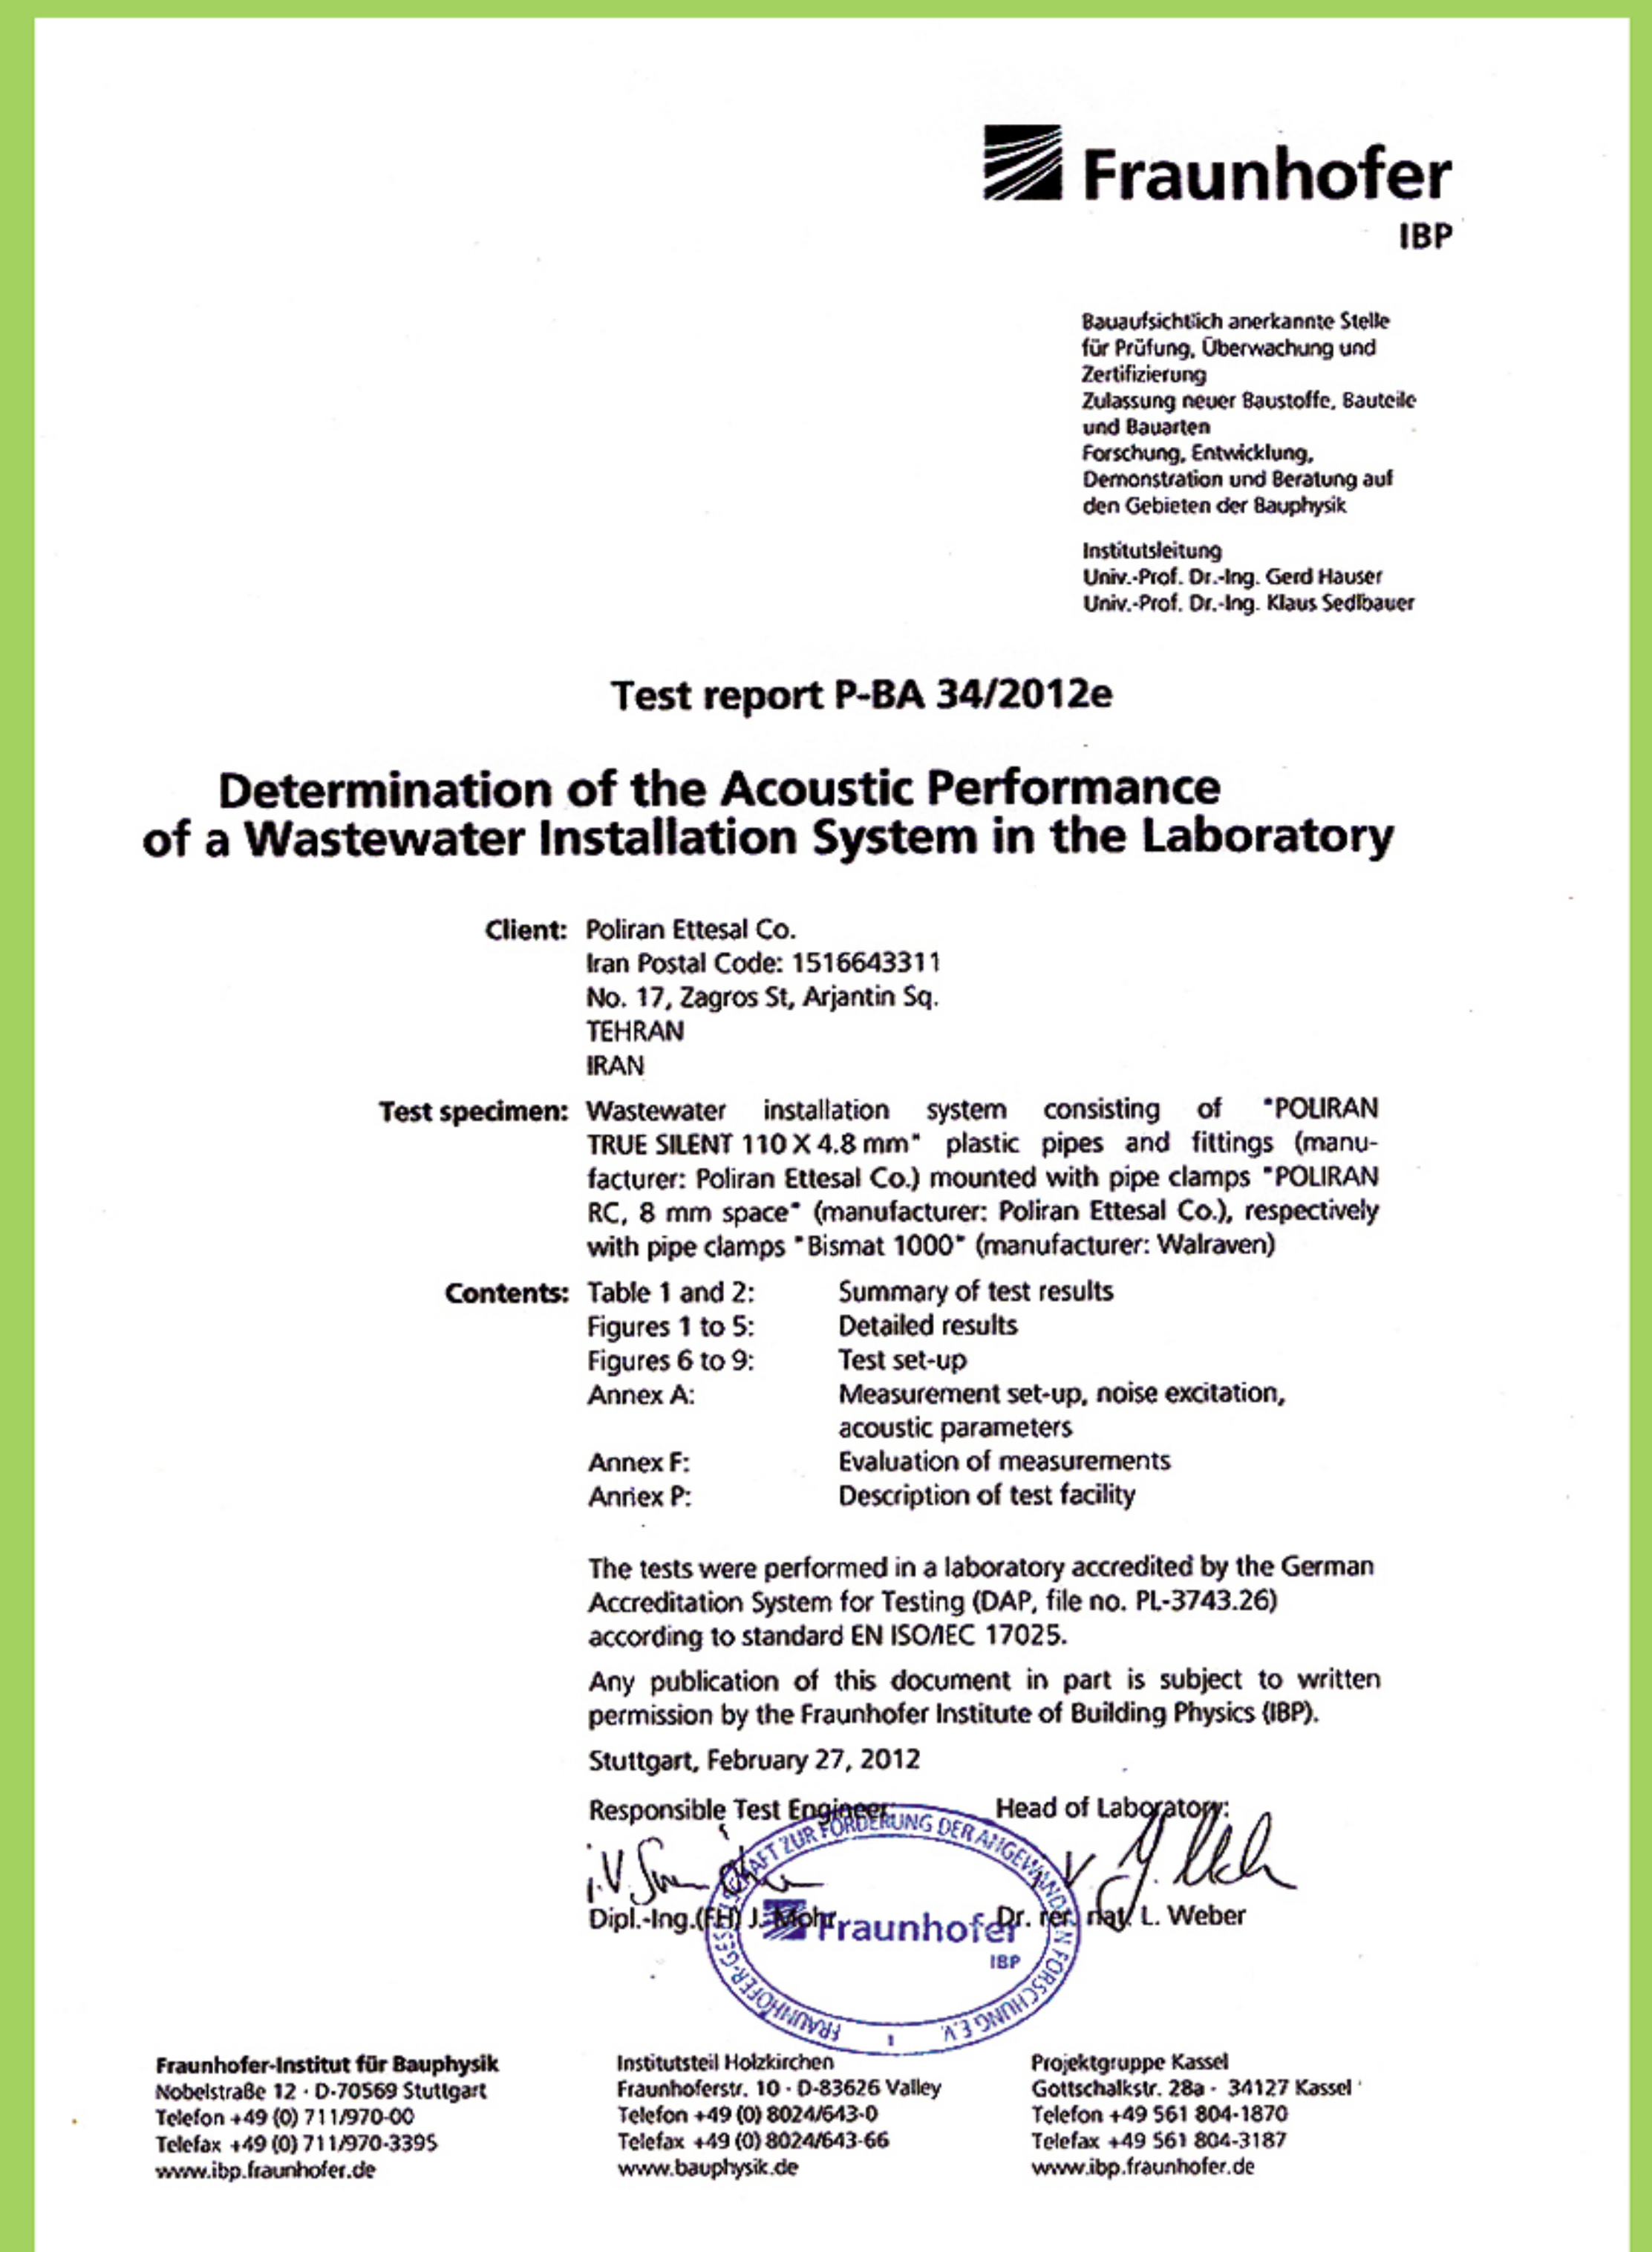 Fraunhofer
IBP
Bauaufsichtlich anerkannte Stelle
für Prüfung, Überwachung und
Zertifizierung
Zulassung neuer Baustoffe, Bauteile
und Bauarten
Forschung, Entwicklung,
Demonstration und Beratung auf
den Gebieten der Bauphysik
Institutsleitung
Univ.-Prof. Dr.-Ing. Gerd Hauser
Univ.-Prof. Dr.-Ing. Klaus Sedlbauer
Test report P-BA 34/2012e
Determination of the Acoustic Performance
of a Wastewater Installation System in the Laboratory
Client: Poliran Ettesal Co.
Iran Postal Code: 1516643311
No. 17, Zagros St, Arjantin Sq.
TEHRAN
IRAN
Test specimen: Wastewater installation system consisting of "POLIRAN
TRUE SILENT 110 X 4.8 mm" plastic pipes and fittings (manu-
facturer: Poliran Ettesal Co.) mounted with pipe clamps "POLIRAN
RC, 8 mm space" (manufacturer: Poliran Ettesal Co.), respectively
with pipe clamps "Bismat 1000" (manufacturer: Walraven)
Contents: Table 1 and 2: Summary of test results
Figures 1 to 5: Detailed results
Figures 6 to 9: Test set-up
Annex A: Measurement set-up, noise excitation,
acoustic parameters
Annex F: Evaluation of measurements
Annex P: Description of test facility
The tests were performed in a laboratory accredited by the German
Accreditation System for Testing (DAP, file no. PL-3743.26)
according to standard EN ISO/IEC 17025.
Any publication of this document in part is subject to written
permission by the Fraunhofer Institute of Building Physics (IBP).
Stuttgart, February 27, 2012
Responsible Test Engineer: Head of Laboratory:
Dipl.-Ing.(FH) J. Mohr Dr. rer. nat. L. Weber
FRAUNHOFER-GESELLSCHAFT ZUR FÖRDERUNG DER ANGEWANDTEN FORSCHUNG E.V.
Fraunhofer
IBP
1
Fraunhofer-Institut für Bauphysik
Nobelstraße 12 · D-70569 Stuttgart
Telefon +49 (0) 711/970-00
Telefax +49 (0) 711/970-3395
www.ibp.fraunhofer.de
Institutsteil Holzkirchen
Fraunhoferstr. 10 · D-83626 Valley
Telefon +49 (0) 8024/643-0
Telefax +49 (0) 8024/643-66
www.bauphysik.de
Projektgruppe Kassel
Gottschalkstr. 28a · 34127 Kassel
Telefon +49 561 804-1870
Telefax +49 561 804-3187
www.ibp.fraunhofer.de